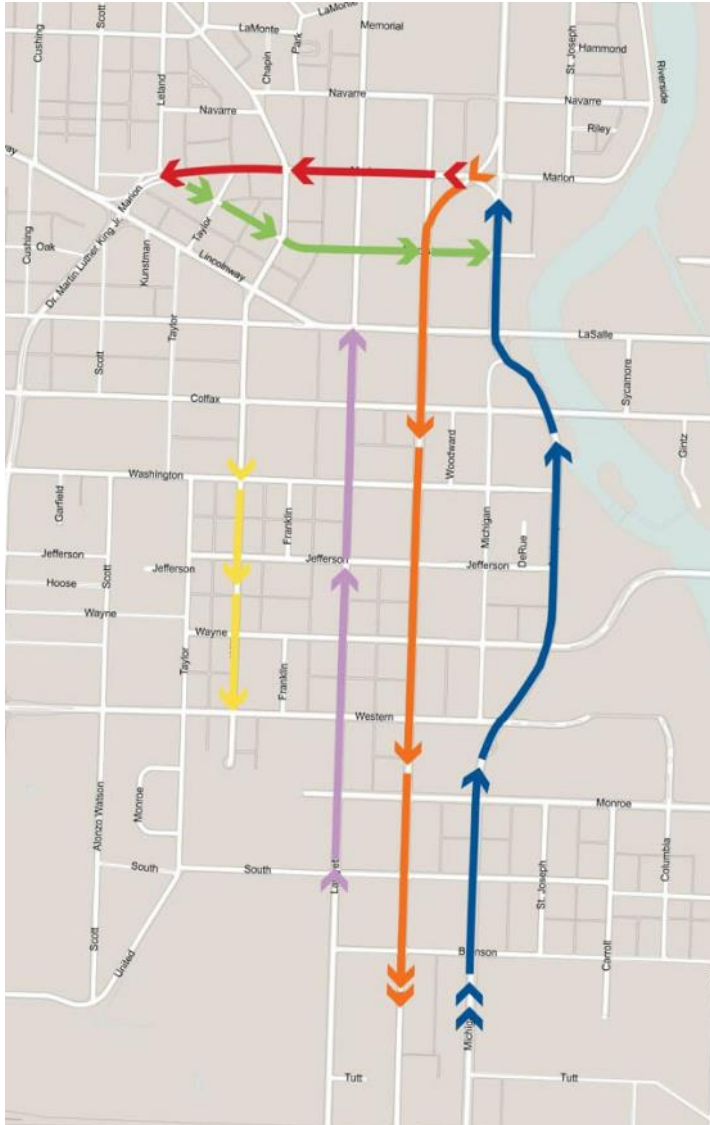 LaMonte
Scott
Cushing
LaMonte
Park
Memorial
St. Joseph
Hammond
Chapin
Leland
Riverside
Navarre
Navarre
Navarre
Riley
Marion
Marion
Dr. Martin Luther King Jr.
Taylor
Cushing
Oak
Kunstman
Lincolnway
Taylor
Scott
LaSalle
Sycamore
Colfax
Woodward
Gintz
Washington
Garfield
Franklin
Michigan
DeRue
Jefferson
Jefferson
Jefferson
Jefferson
Hoose
Scott
Wayne
Wayne
Taylor
Franklin
Western
Alonzo Watson
Monroe
Monroe
Columbia
South
South
St. Joseph
Scott
United
Carroll
Tutt
Tutt